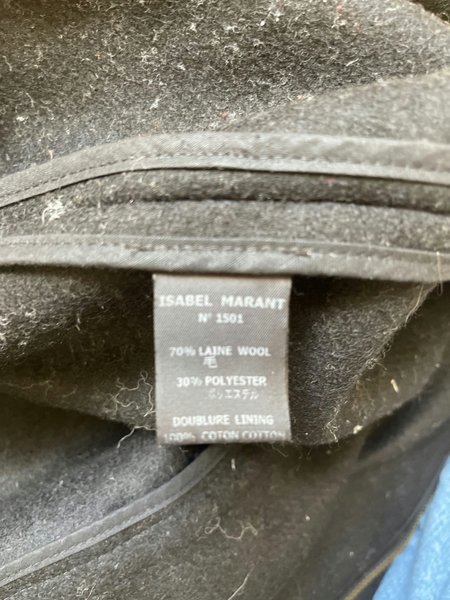 ISABEL MARANT
N° 1501
70% LAINE WOOL
毛
30% POLYESTER
ポリエステル
DOUBLURE LINING
100% COTON COTTON